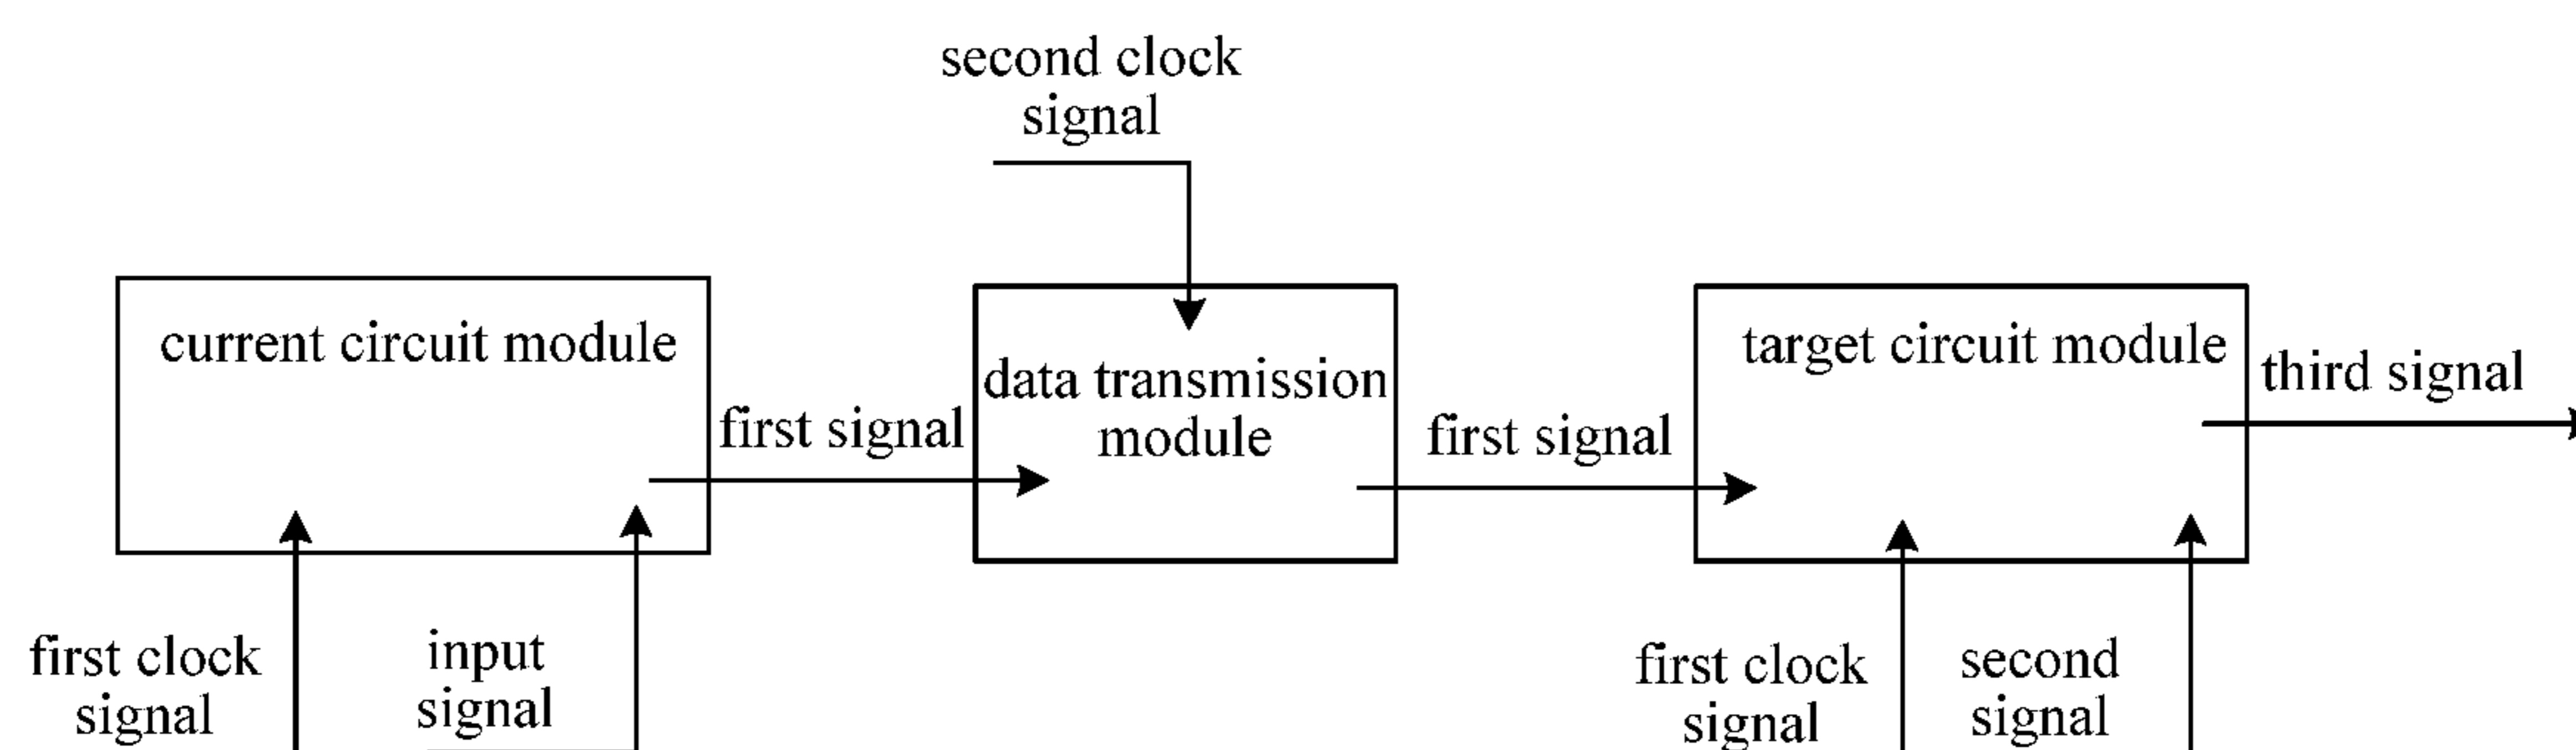 second clock
signal
current circuit module
first signal
data transmission
module
first signal
target circuit module
third signal
first clock
signal
input
signal
first clock
signal
second
signal